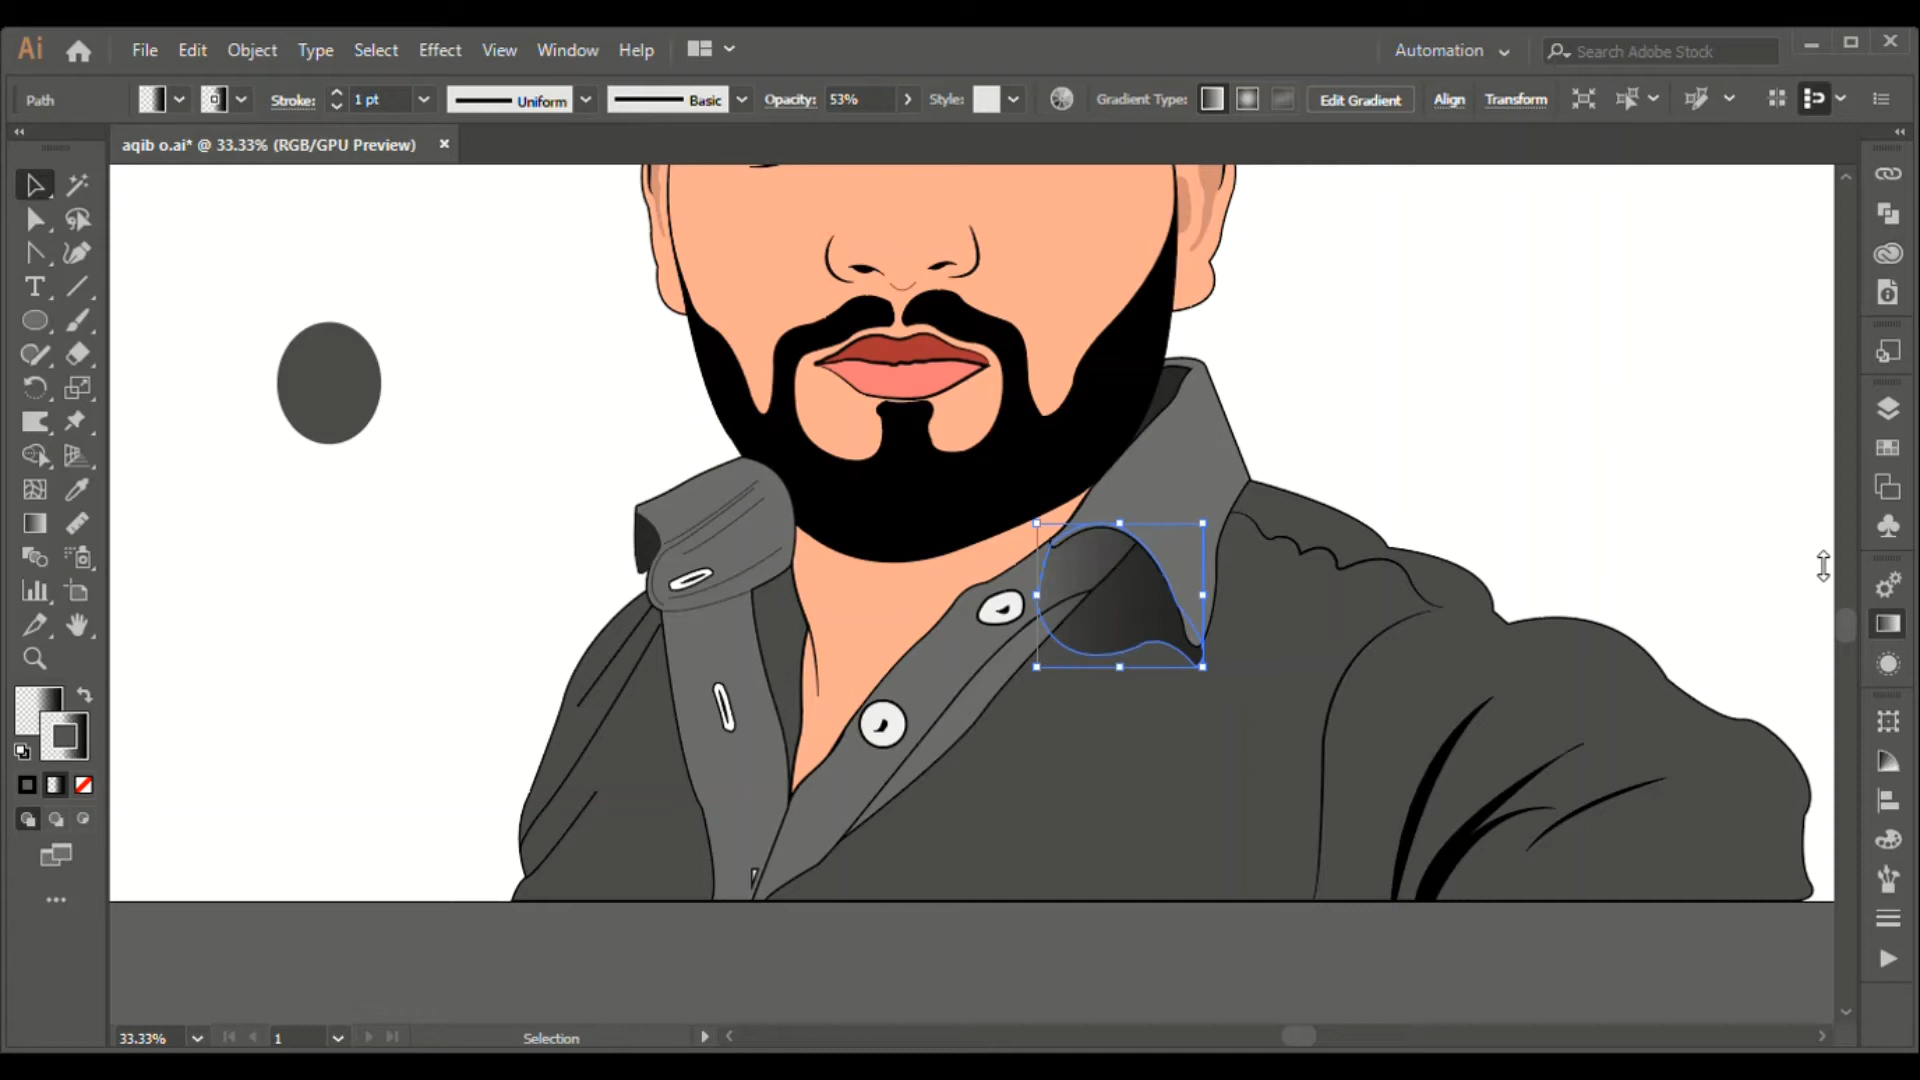 Ai File Edit Object Type Select Effect View Window Help Automation Search Adobe Stock
Path Stroke: 1 pt Uniform Basic Opacity: 53% Style: Gradient Type: Edit Gradient Align Transform
aqib o.ai* @ 33.33% (RGB/GPU Preview)
33.33% 1 Selection